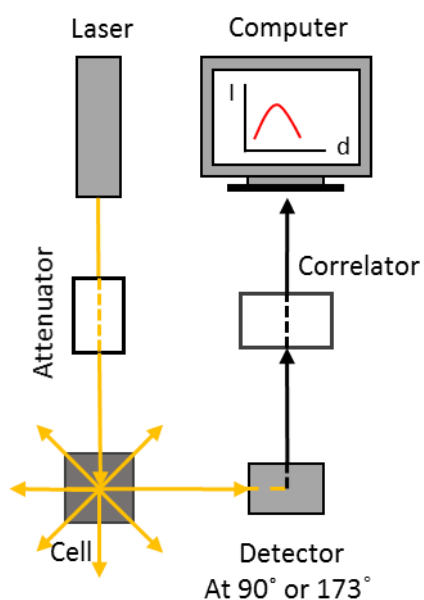 Laser
Computer
I
d
Attenuator
Correlator
Cell
Detector
At 90˚ or 173˚